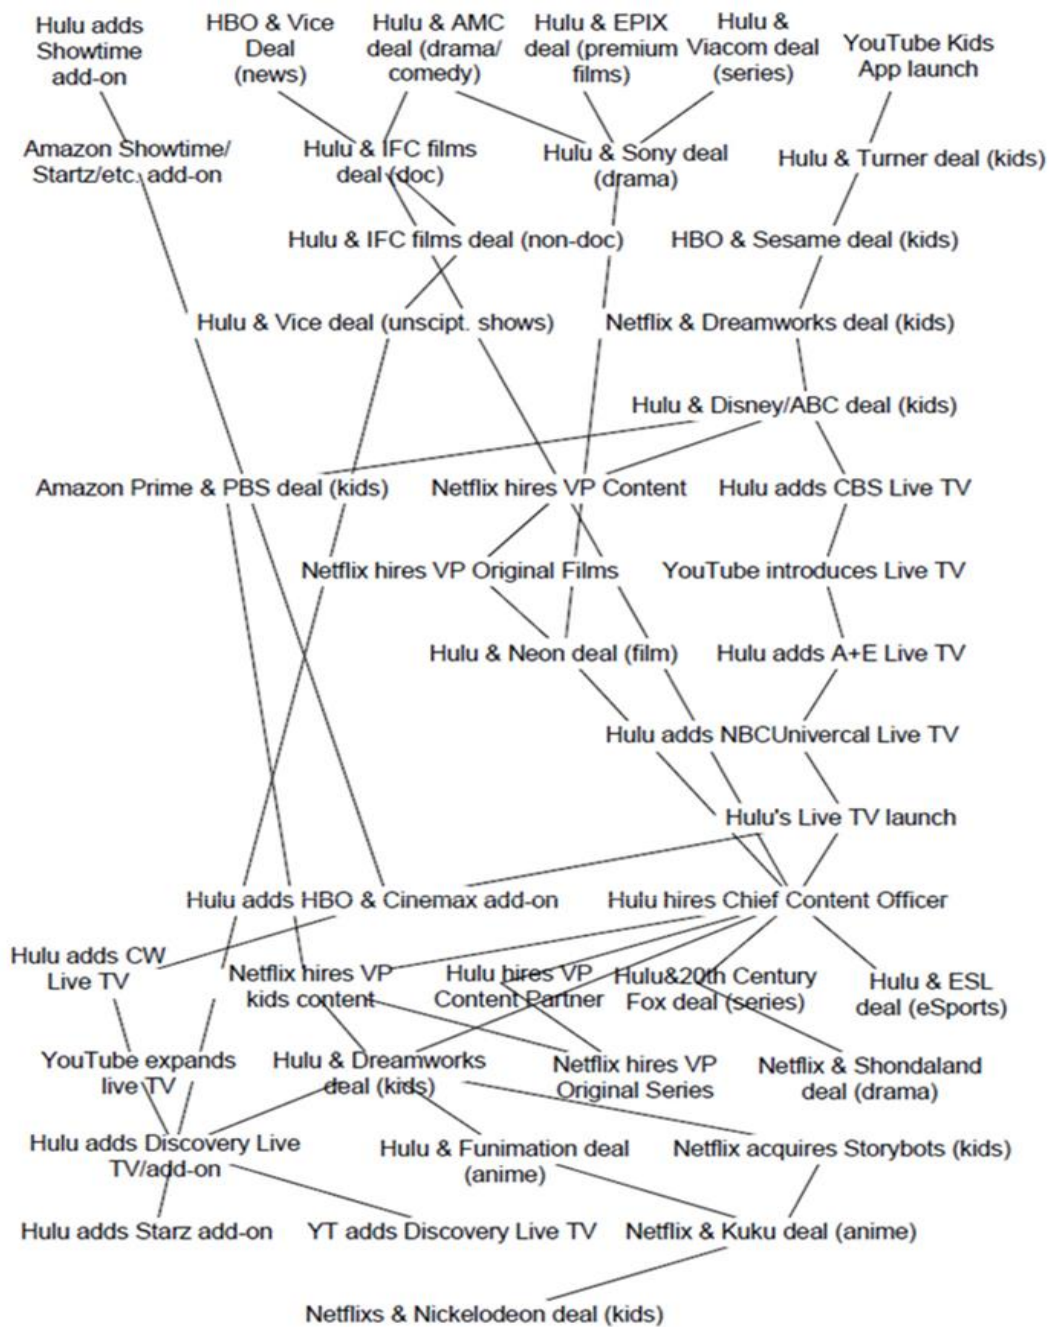 Hulu adds
Showtime
add-on
HBO & Vice
Deal
(news)
Hulu & AMC
deal (drama/
comedy)
Hulu & EPIX
deal (premium
films)
Hulu &
Viacom deal
(series)
YouTube Kids
App launch
Amazon Showtime/
Startz/etc. add-on
Hulu & IFC films
deal (doc)
Hulu & Sony deal
(drama)
Hulu & Turner deal (kids)
Hulu & IFC films deal (non-doc)
HBO & Sesame deal (kids)
Hulu & Vice deal (unscipt. shows)
Netflix & Dreamworks deal (kids)
Hulu & Disney/ABC deal (kids)
Amazon Prime & PBS deal (kids)
Netflix hires VP Content
Hulu adds CBS Live TV
Netflix hires VP Original Films
YouTube introduces Live TV
Hulu & Neon deal (film)
Hulu adds A+E Live TV
Hulu adds NBCUnivercal Live TV
Hulu's Live TV launch
Hulu adds HBO & Cinemax add-on
Hulu hires Chief Content Officer
Hulu adds CW
Live TV
Netflix hires VP
kids content
Hulu hires VP
Content Partner
Hulu&20th Century
Fox deal (series)
Hulu & ESL
deal (eSports)
YouTube expands
live TV
Hulu & Dreamworks
deal (kids)
Netflix hires VP
Original Series
Netflix & Shondaland
deal (drama)
Hulu adds Discovery Live
TV/add-on
Hulu & Funimation deal
(anime)
Netflix acquires Storybots (kids)
Hulu adds Starz add-on
YT adds Discovery Live TV
Netflix & Kuku deal (anime)
Netflixs & Nickelodeon deal (kids)